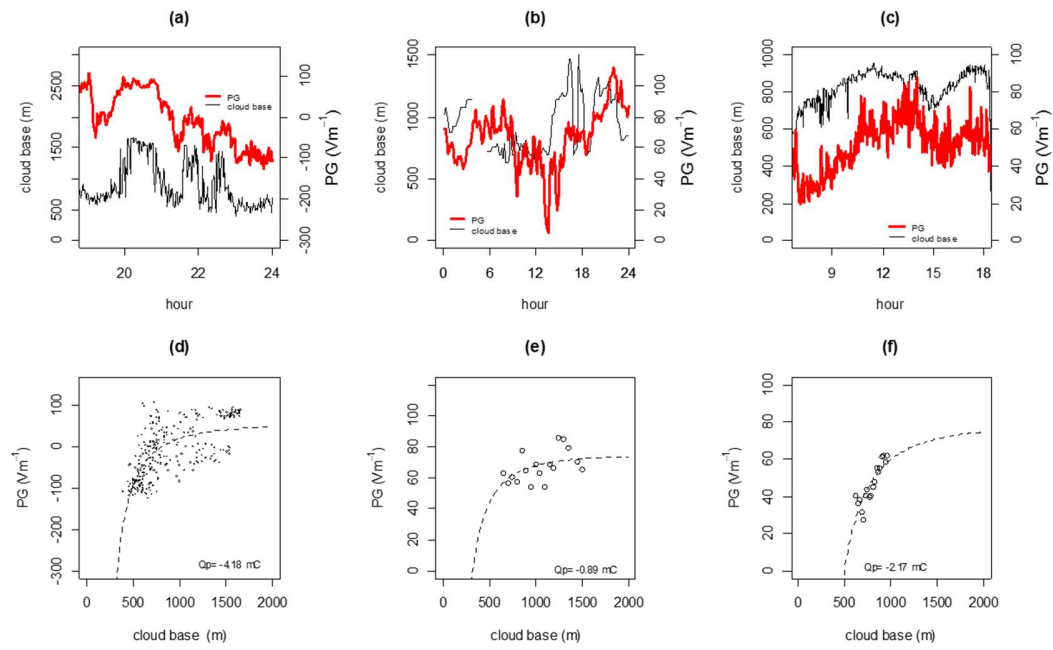 (a)
cloud base (m)
0
500
1500
2500
PG
cloud base
20
22
24
hour
-300
-200
-100
0
100
PG (Vm⁻¹)
(b)
cloud base (m)
0
500
1000
1500
PG
cloud base
0
6
12
18
24
hour
0
20
40
60
80
100
PG (Vm⁻¹)
(c)
cloud base (m)
0
200
400
600
800
1000
PG
cloud base
9
12
15
18
hour
0
20
40
60
80
100
PG (Vm⁻¹)
(d)
PG (Vm⁻¹)
-300
-200
-100
0
100
Qp= -4.18 mC
0
500
1000
1500
2000
cloud base (m)
(e)
PG (Vm⁻¹)
0
20
40
60
80
100
Qp= -0.89 mC
0
500
1000
1500
2000
cloud base (m)
(f)
PG (Vm⁻¹)
0
20
40
60
80
100
Qp= -2.17 mC
0
500
1000
1500
2000
cloud base (m)